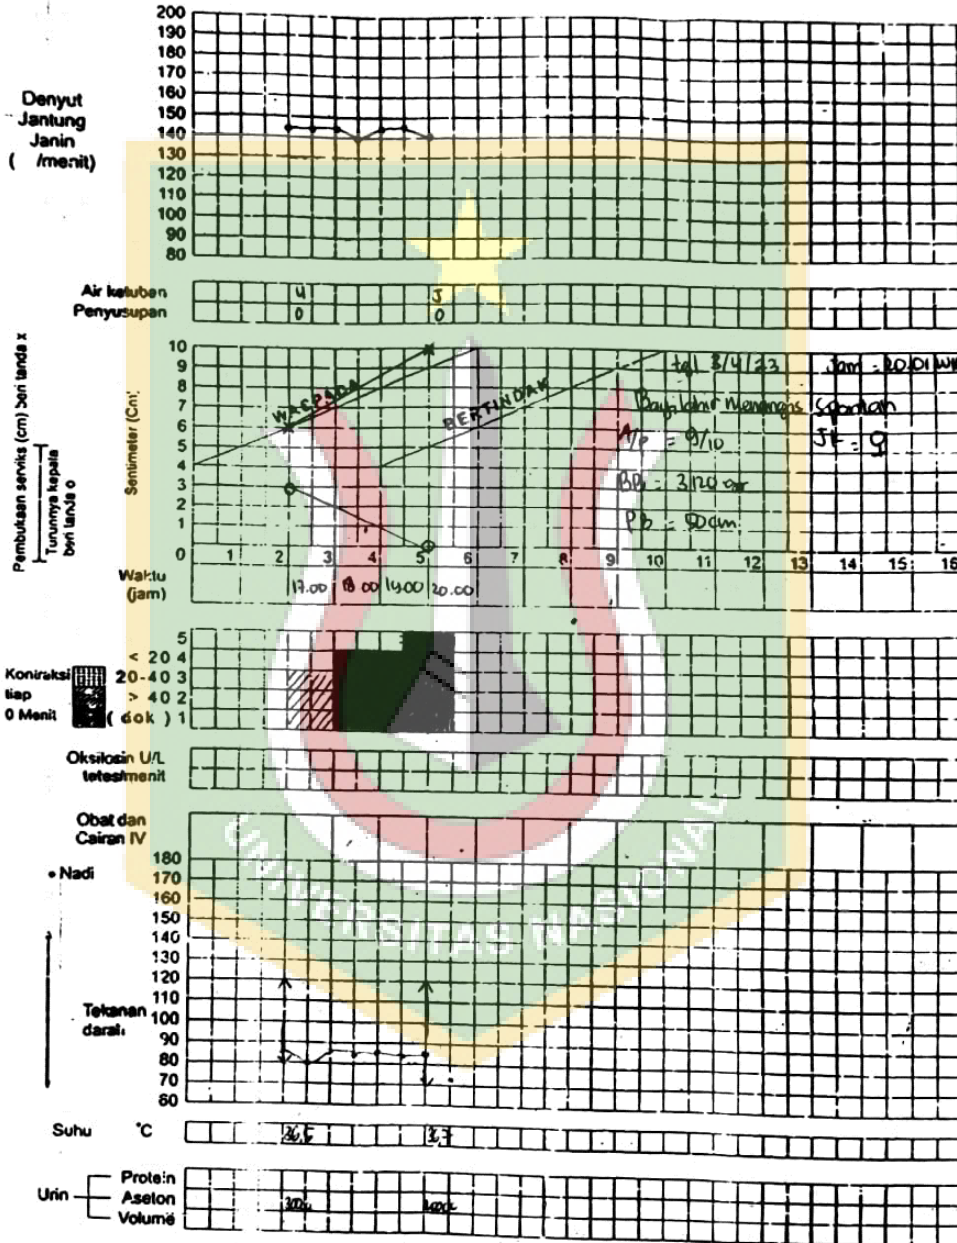 200
190
180
170
160
150
140
130
120
110
100
90
80
Denyut
Jantung
Janin
( /menit)
Air ketuban U J
Penyusupan 0 0
Pembukaan serviks (cm) beri tanda x
Turunnya kepala
beri tanda o
Sentimeter (Cm)
10
9
8
7
6
5
4
3
2
1
0
WASPADA
BERTINDAK
tgl 3/4/23 Jam : 20.01 WIB
Bayi lahir Menangis Spontan
A/P = 9/10 JK = ♀
BB = 3120 gr
PB = 50 cm
1 2 3 4 5 6 7 8 9 10 11 12 13 14 15 16
Waktu
(jam)
17.00 18.00 19.00 20.00
Kontraksi
tiap
0 Menit
5
< 20 4
20-40 3
> 40 2
( dok ) 1
Oksitosin U/L
tetes/menit
Obat dan
Cairan IV
• Nadi
Tekanan
darah
180
170
160
150
140
130
120
110
100
90
80
70
60
Suhu °C 36,5
Urin
Protein
Aseton
Volume
UNIVERSITAS NASIONAL